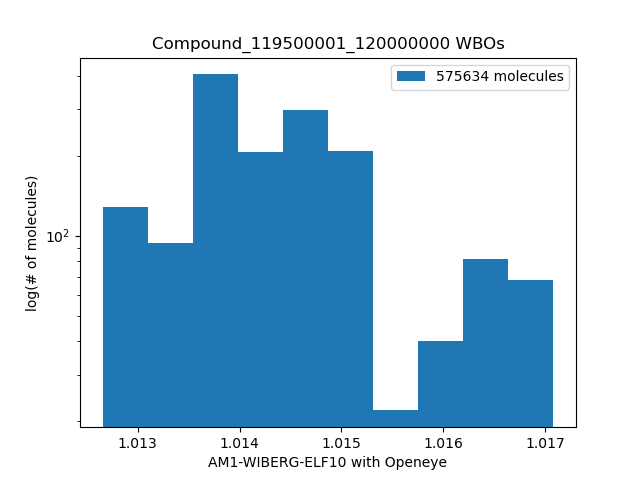 Compound_119500001_120000000 WBOs
575634 molecules
log(# of molecules)
10²
1.013 1.014 1.015 1.016 1.017
AM1-WIBERG-ELF10 with Openeye